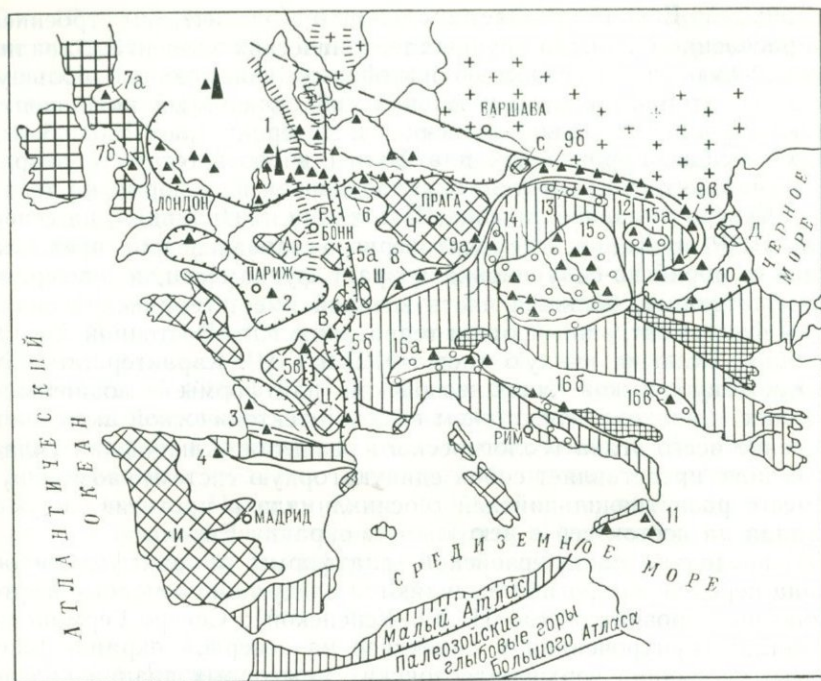 7а
7б
1
ВАРШАВА
С
9б
ЛОНДОН
Р
БОНН
6
ПРАГА
Ч
14
13
12
15
15а
9в
Д
ЧЕРНОЕ
МОРЕ
Ар
ПАРИЖ
2
5а
Ш
8
9а
10
А
В
5б
5в
Ц
16а
16б
16в
3
РИМ
АТЛАНТИЧЕСКИЙ
ОКЕАН
И
МАДРИД
11
СРЕДИЗЕМНОЕ МОРЕ
Малый Атлас
Палеозойские
глыбовые горы
Большого Атласа